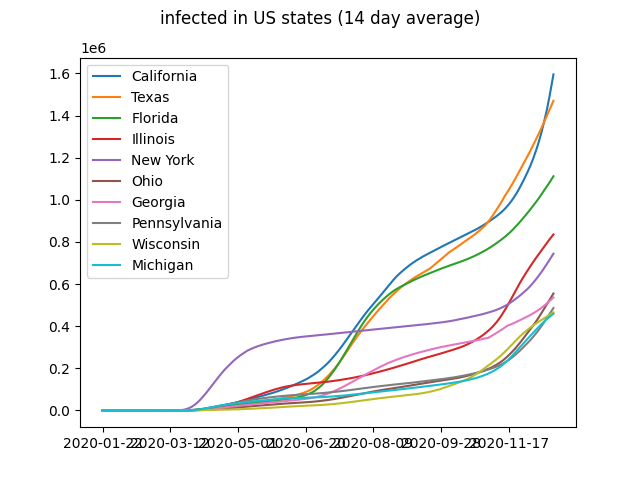 infected in US states (14 day average)
1e6
1.6
1.4
1.2
1.0
0.8
0.6
0.4
0.2
0.0
California
Texas
Florida
Illinois
New York
Ohio
Georgia
Pennsylvania
Wisconsin
Michigan
2020-01-22 2020-03-12 2020-05-01 2020-06-20 2020-08-09 2020-09-28 2020-11-17